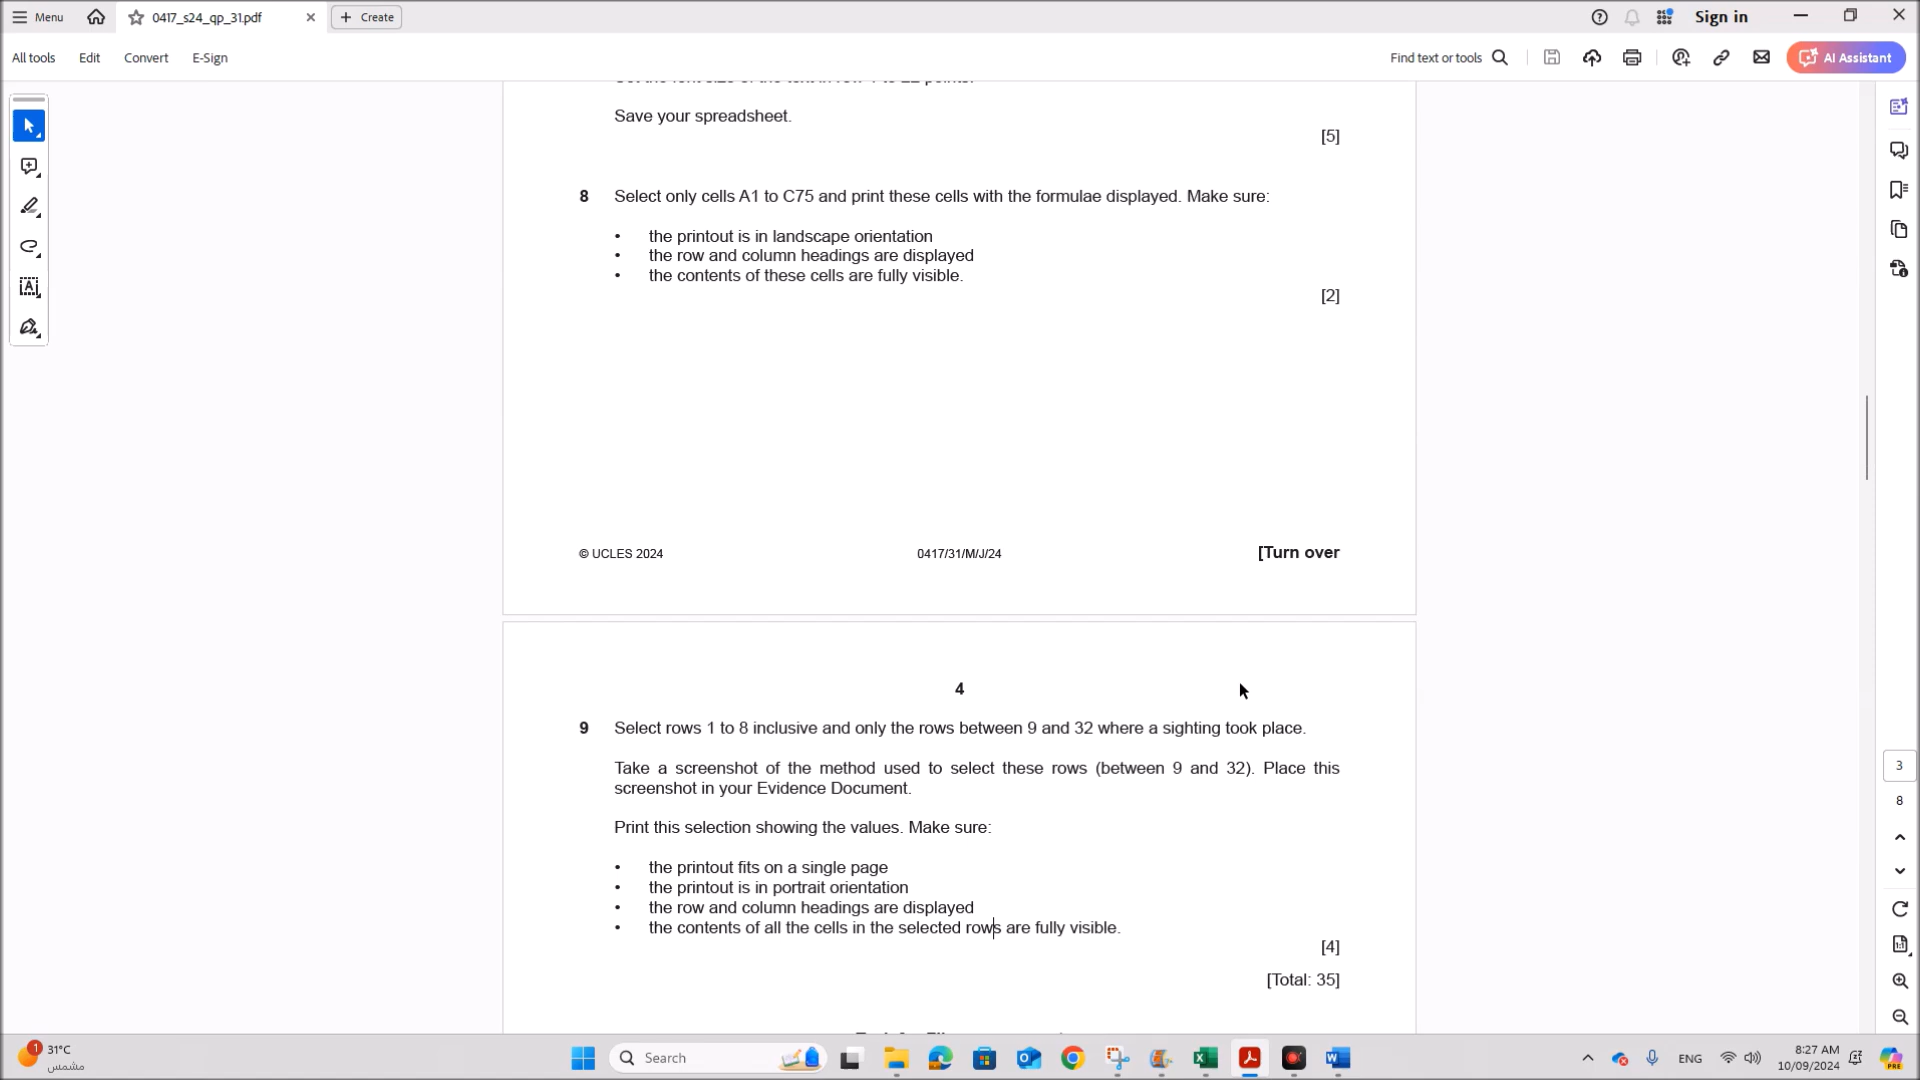 Menu
0417_s24_qp_31.pdf
Create
Sign in
All tools
Edit
Convert
E-Sign
Find text or tools
AI Assistant
Save your spreadsheet.
[5]
8 Select only cells A1 to C75 and print these cells with the formulae displayed. Make sure:
• the printout is in landscape orientation
• the row and column headings are displayed
• the contents of these cells are fully visible.
[2]
© UCLES 2024
0417/31/M/J/24
[Turn over
4
9 Select rows 1 to 8 inclusive and only the rows between 9 and 32 where a sighting took place.
Take a screenshot of the method used to select these rows (between 9 and 32). Place this
screenshot in your Evidence Document.
Print this selection showing the values. Make sure:
• the printout fits on a single page
• the printout is in portrait orientation
• the row and column headings are displayed
• the contents of all the cells in the selected rows are fully visible.
[4]
[Total: 35]
3
8
1
31°C
مشمس
Search
ENG
8:27 AM
10/09/2024
PRE